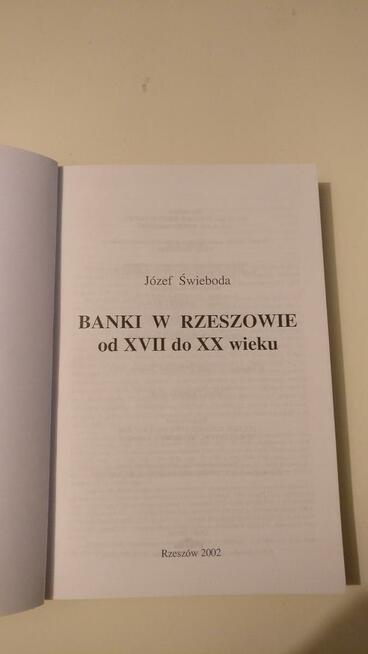 Józef Świeboda
BANKI W RZESZOWIE
od XVII do XX wieku
Rzeszów 2002